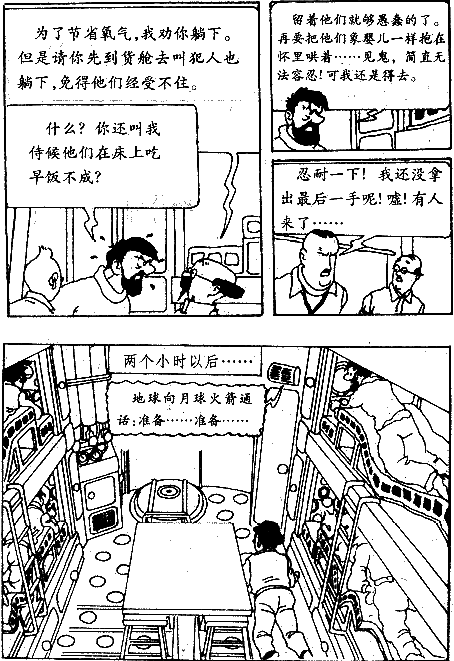 为了节省氧气,我劝你躺下。
但是请你先到货舱去叫犯人也
躺下,免得他们经受不住。
什么?你还叫我
侍候他们在床上吃
早饭不成?
留着他们就够愚蠢的了。
再要把他们象婴儿一样抱在
怀里哄着……见鬼,简直无
法容忍!可我还是得去。
忍耐一下!我还没拿
出最后一手呢!嘘!有人
来了……
两个小时以后……
地球向月球火箭通
话:准备……准备……